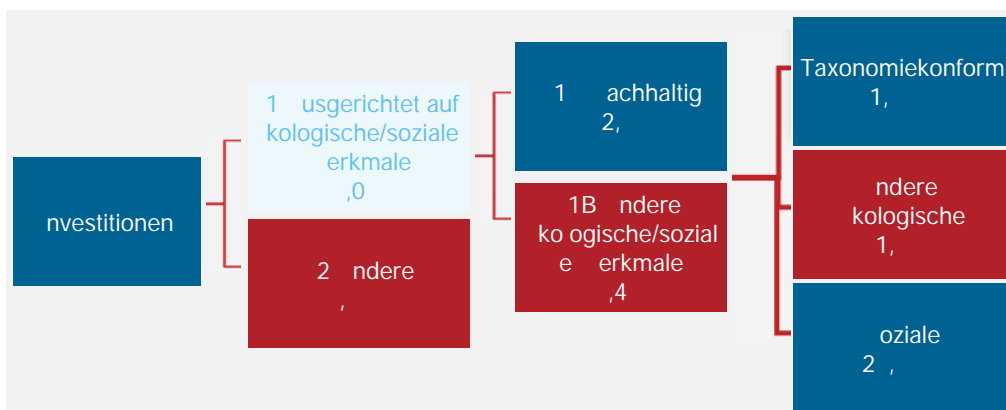 nvestitionen
1 usgerichtet auf
kologische/soziale
erkmale
,0
2 ndere
,
1 achhaltig
2,
1B ndere
ko ogische/sozial
e erkmale
,4
Taxonomiekonform
1,
ndere
kologische
1,
oziale
2 ,